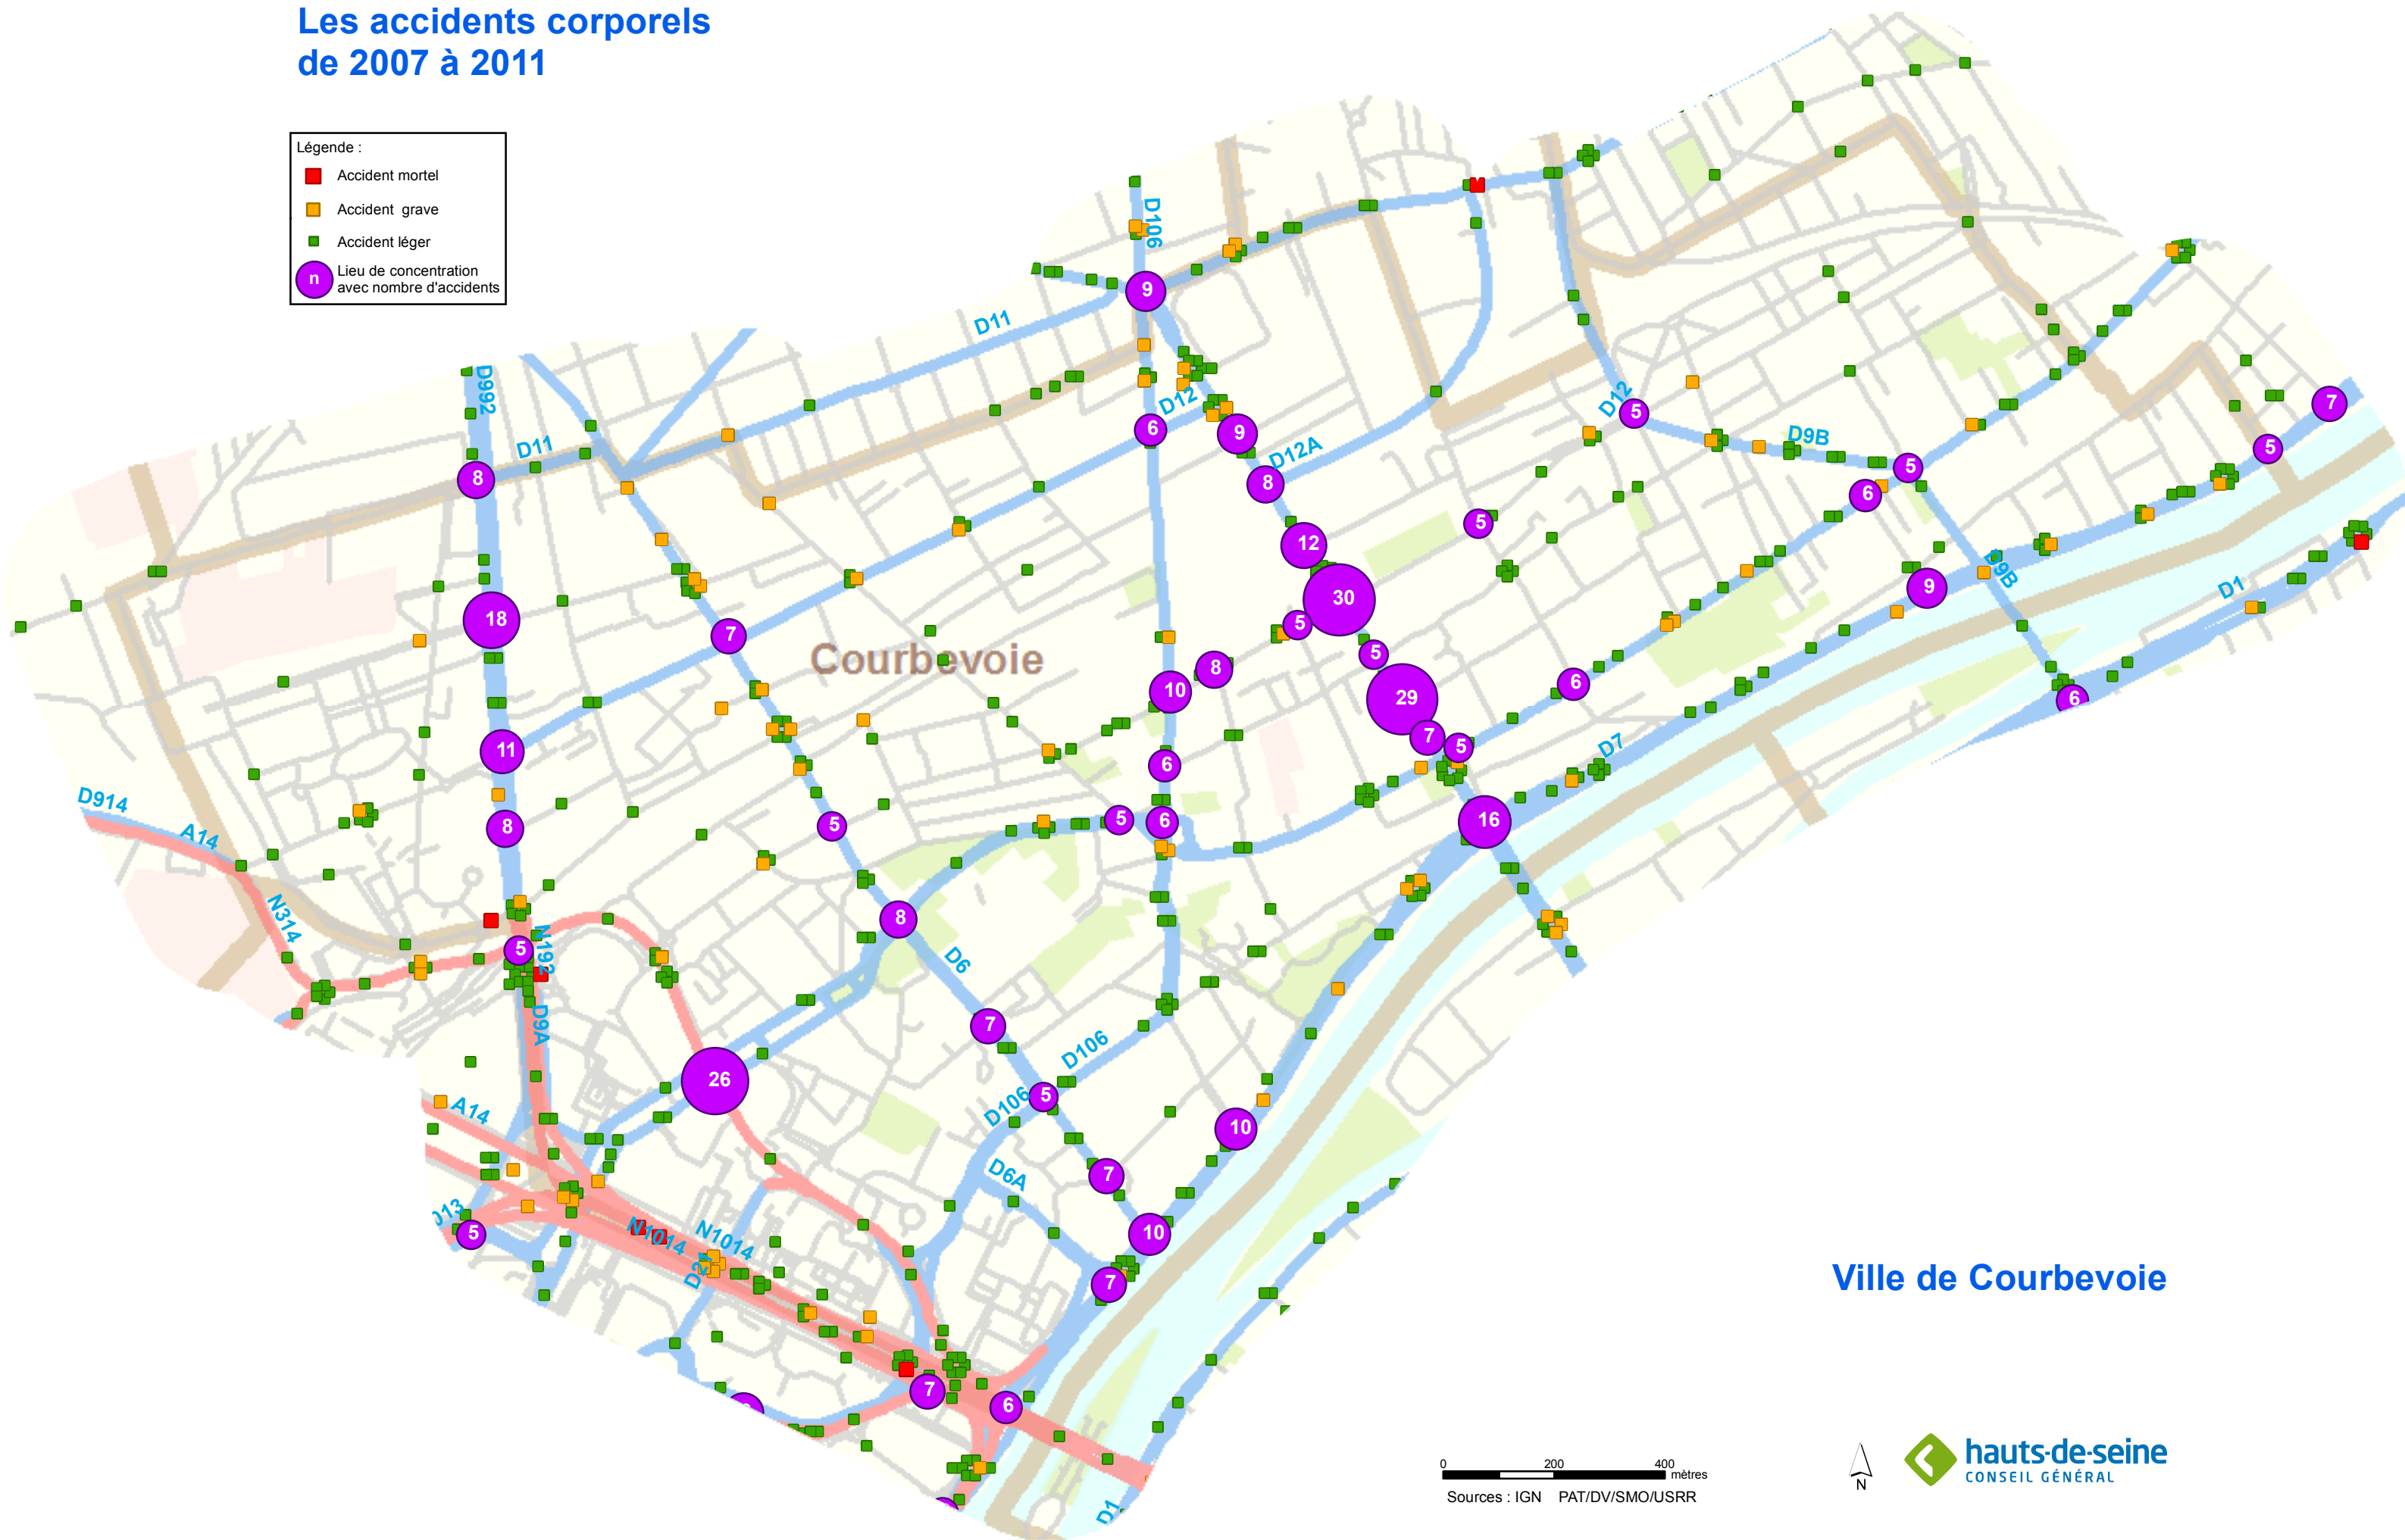 Les accidents corporels
de 2007 à 2011
Légende :
Accident mortel
Accident grave
Accident léger
n
Lieu de concentration
avec nombre d'accidents
D106
9
D11
D992
D11
8
D12
6
9
D12A
8
D12
5
D9B
5
6
7
5
12
5
30
5
5
9
D9B
D1
18
7
Courbevoie
8
10
29
6
6
7
5
D7
11
6
D914
A14
8
5
5
6
16
N314
8
5
N192
D6
D9A
7
26
D106
5
D106
10
A14
D6A
7
013
5
N1014
N1014
10
7
Ville de Courbevoie
7
6
D1
0 200 400
mètres
Sources : IGN PAT/DV/SMO/USRR
N
hauts-de-seine
CONSEIL GÉNÉRAL